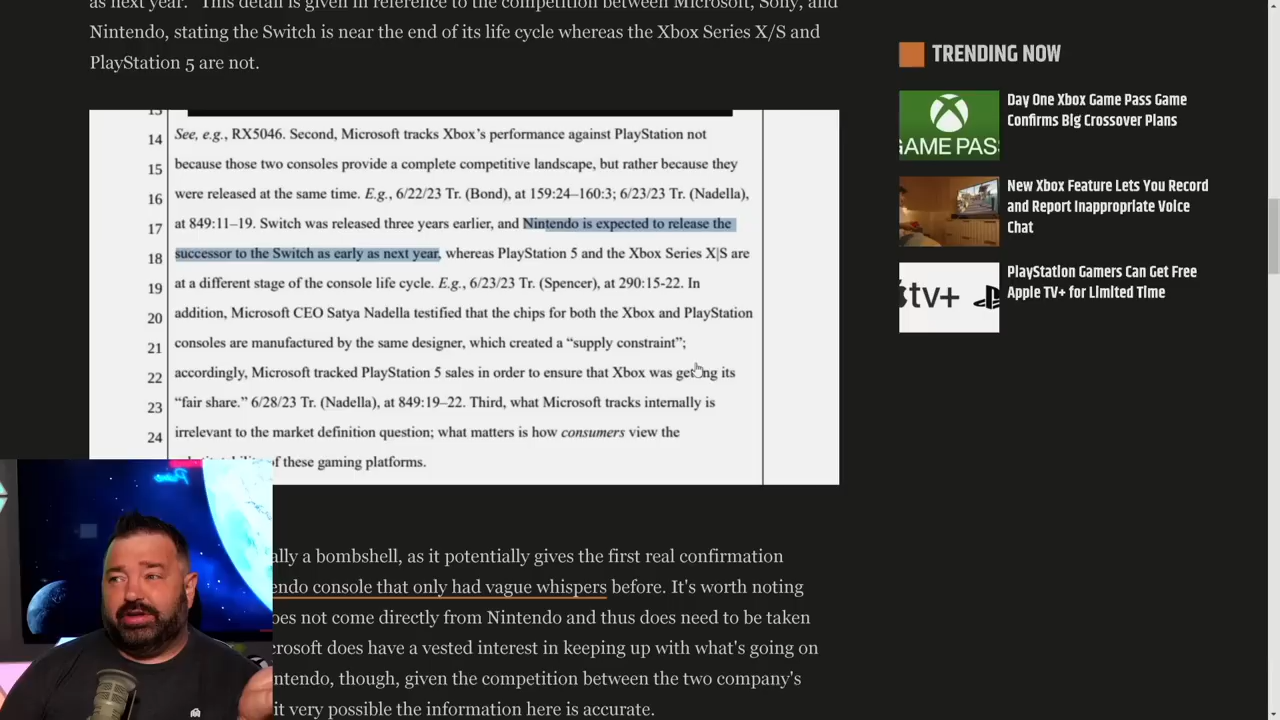 as next year." This detail is given in reference to the competition between Microsoft, Sony, and
Nintendo, stating the Switch is near the end of its life cycle whereas the Xbox Series X/S and
PlayStation 5 are not.
13
14 See, e.g., RX5046. Second, Microsoft tracks Xbox's performance against PlayStation not
15 because those two consoles provide a complete competitive landscape, but rather because they
16 were released at the same time. E.g., 6/22/23 Tr. (Bond), at 159:24–160:3; 6/23/23 Tr. (Nadella),
17 at 849:11–19. Switch was released three years earlier, and Nintendo is expected to release the
18 successor to the Switch as early as next year, whereas PlayStation 5 and the Xbox Series X|S are
19 at a different stage of the console life cycle. E.g., 6/23/23 Tr. (Spencer), at 290:15-22. In
20 addition, Microsoft CEO Satya Nadella testified that the chips for both the Xbox and PlayStation
21 consoles are manufactured by the same designer, which created a “supply constraint”;
22 accordingly, Microsoft tracked PlayStation 5 sales in order to ensure that Xbox was getting its
23 “fair share.” 6/28/23 Tr. (Nadella), at 849:19–22. Third, what Microsoft tracks internally is
24 irrelevant to the market definition question; what matters is how consumers view the
of these gaming platforms.
ally a bombshell, as it potentially gives the first real confirmation
endo console that only had vague whispers before. It's worth noting
oes not come directly from Nintendo and thus does need to be taken
crosoft does have a vested interest in keeping up with what's going on
ntendo, though, given the competition between the two company's
it very possible the information here is accurate.
TRENDING NOW
GAME PAS
Day One Xbox Game Pass Game
Confirms Big Crossover Plans
New Xbox Feature Lets You Record
and Report Inappropriate Voice
Chat
tv+
PlayStation Gamers Can Get Free
Apple TV+ for Limited Time